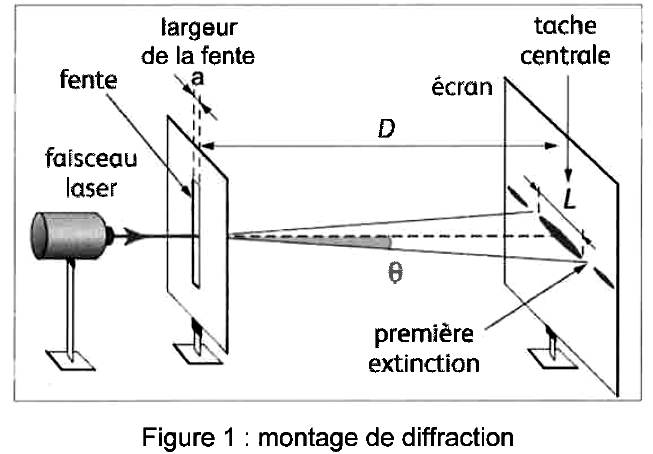 largeur
de la fente
a
fente
faisceau
laser
D
écran
tache
centrale
L
θ
première
extinction
Figure 1 : montage de diffraction